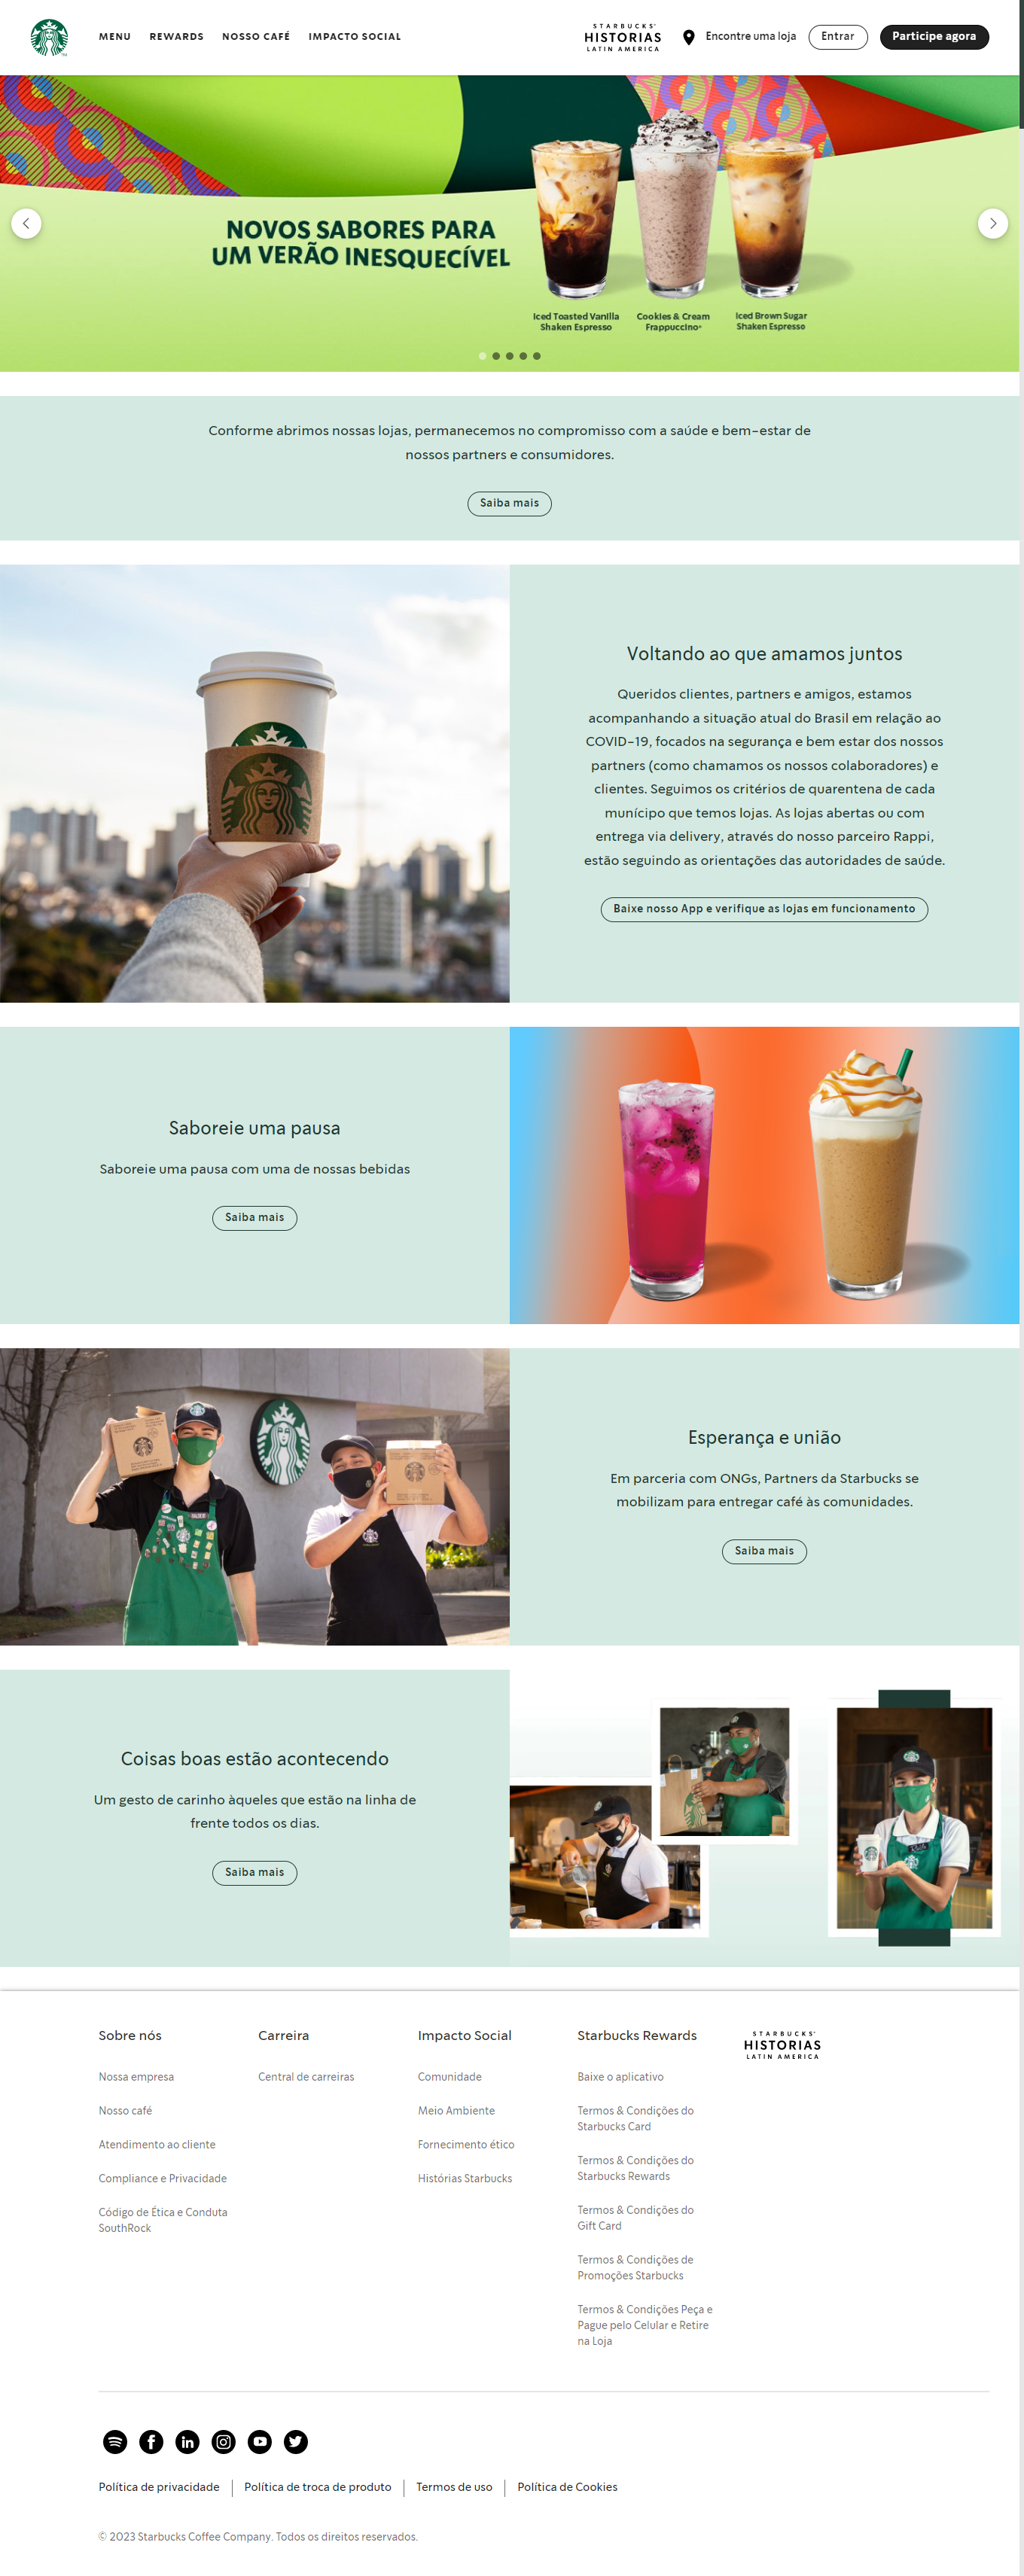 MENU
REWARDS
NOSSO CAFÉ
IMPACTO SOCIAL
STARBUCKS®
HISTORIAS
LATIN AMERICA
Encontre uma loja
Entrar
Participe agora
NOVOS SABORES PARA
UM VERÃO INESQUECÍVEL
Iced Toasted Vanilla
Shaken Espresso
Cookies & Cream
Frappuccino®
Iced Brown Sugar
Shaken Espresso
Conforme abrimos nossas lojas, permanecemos no compromisso com a saúde e bem-estar de
nossos partners e consumidores.
Saiba mais
Voltando ao que amamos juntos
Queridos clientes, partners e amigos, estamos
acompanhando a situação atual do Brasil em relação ao
COVID-19, focados na segurança e bem estar dos nossos
partners (como chamamos os nossos colaboradores) e
clientes. Seguimos os critérios de quarentena de cada
munícipo que temos lojas. As lojas abertas ou com
entrega via delivery, através do nosso parceiro Rappi,
estão seguindo as orientações das autoridades de saúde.
Baixe nosso App e verifique as lojas em funcionamento
Saboreie uma pausa
Saboreie uma pausa com uma de nossas bebidas
Saiba mais
Esperança e união
Em parceria com ONGs, Partners da Starbucks se
mobilizam para entregar café às comunidades.
Saiba mais
Coisas boas estão acontecendo
Um gesto de carinho àqueles que estão na linha de
frente todos os dias.
Saiba mais
Sobre nós
Nossa empresa
Nosso café
Atendimento ao cliente
Compliance e Privacidade
Código de Ética e Conduta
SouthRock
Carreira
Central de carreiras
Impacto Social
Comunidade
Meio Ambiente
Fornecimento ético
Histórias Starbucks
Starbucks Rewards
Baixe o aplicativo
Termos & Condições do
Starbucks Card
Termos & Condições do
Starbucks Rewards
Termos & Condições do
Gift Card
Termos & Condições de
Promoções Starbucks
Termos & Condições Peça e
Pague pelo Celular e Retire
na Loja
STARBUCKS®
HISTORIAS
LATIN AMERICA
Política de privacidade
Política de troca de produto
Termos de uso
Política de Cookies
© 2023 Starbucks Coffee Company. Todos os direitos reservados.